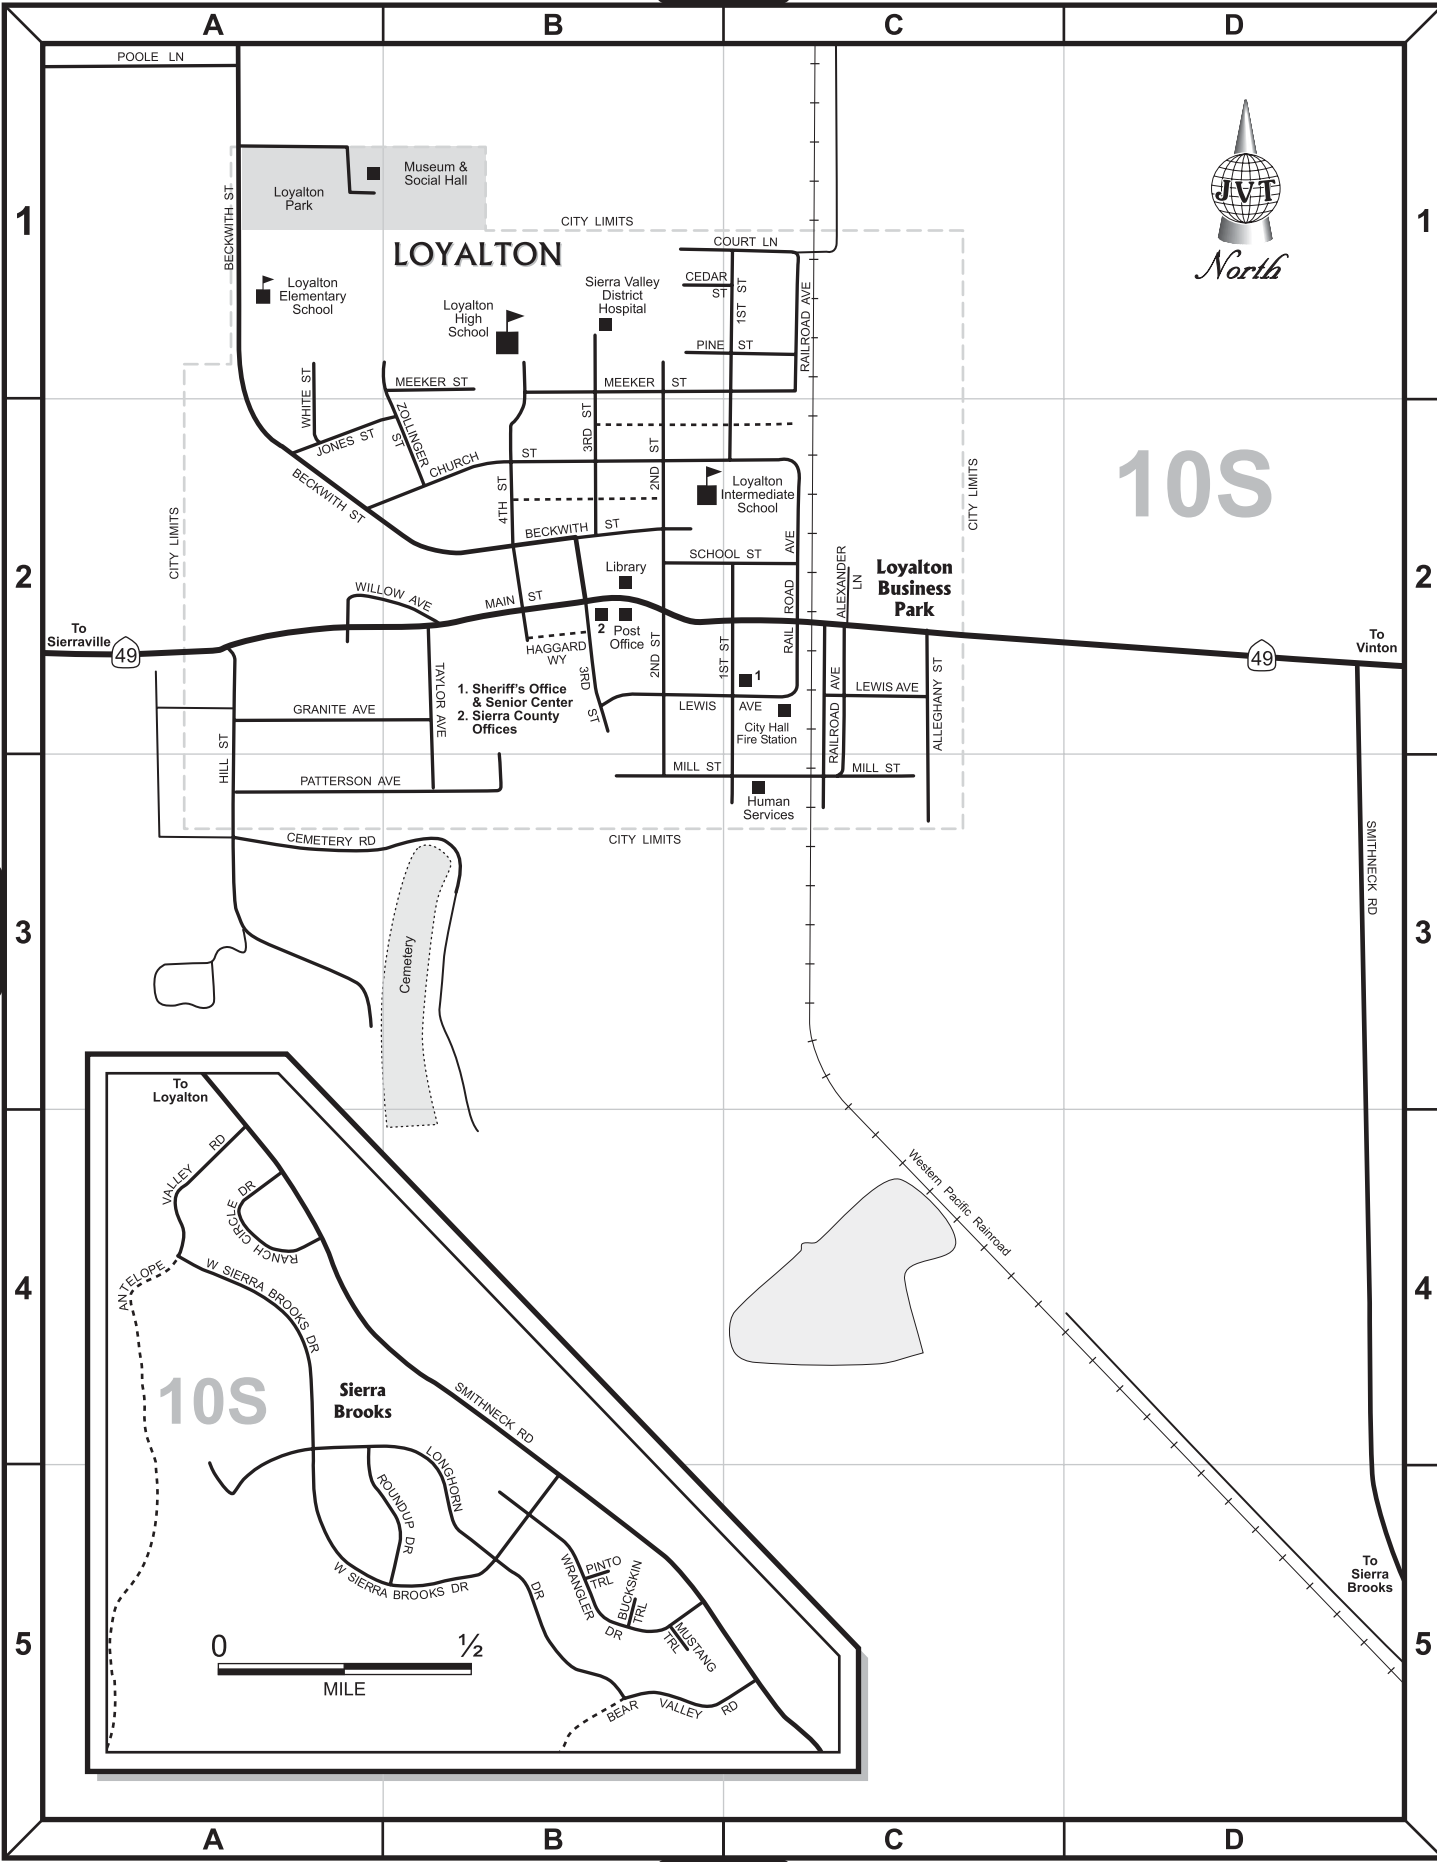 A B C D
POOLE LN
1
1
JVT
North
Museum &
Social Hall
Loyalton
Park
BECKWITH ST
CITY LIMITS
LOYALTON
COURT LN
CEDAR
ST
1ST ST
RAILROAD AVE
PINE ST
Loyalton
Elementary
School
Loyalton
High
School
Sierra Valley
District
Hospital
MEEKER ST
MEEKER ST
WHITE ST
JONES ST
ZOLLINGER
ST
CHURCH ST
3RD ST
2ND ST
4TH ST
BECKWITH ST
BECKWITH ST
Loyalton
Intermediate
School
10S
CITY LIMITS
CITY LIMITS
2
2
SCHOOL ST
RAIL ROAD AVE
ALEXANDER
LN
Loyalton
Business
Park
Library
WILLOW AVE
MAIN ST
To
Sierraville
49
49
To
Vinton
2
Post
Office
HAGGARD
WY
3RD ST
2ND ST
1ST ST
1
TAYLOR AVE
1. Sheriff's Office
& Senior Center
2. Sierra County
Offices
GRANITE AVE
LEWIS AVE
LEWIS AVE
RAILROAD AVE
ALLEGHANY ST
City Hall
Fire Station
HILL ST
PATTERSON AVE
MILL ST
MILL ST
Human
Services
CEMETERY RD
CITY LIMITS
SMITHNECK RD
3
3
Cemetery
To
Loyalton
VALLEY RD
RANCH CIRCLE DR
ANTELOPE
W SIERRA BROOKS DR
Western Pacific Rainroad
4
4
10S
Sierra
Brooks
SMITHNECK RD
LONGHORN
DR
ROUNDUP DR
W SIERRA BROOKS DR
WRANGLER
DR
PINTO
TRL
BUCKSKIN
TRL
MUSTANG
TRL
BEAR VALLEY RD
To
Sierra
Brooks
5
5
0 ½
MILE
A B C D